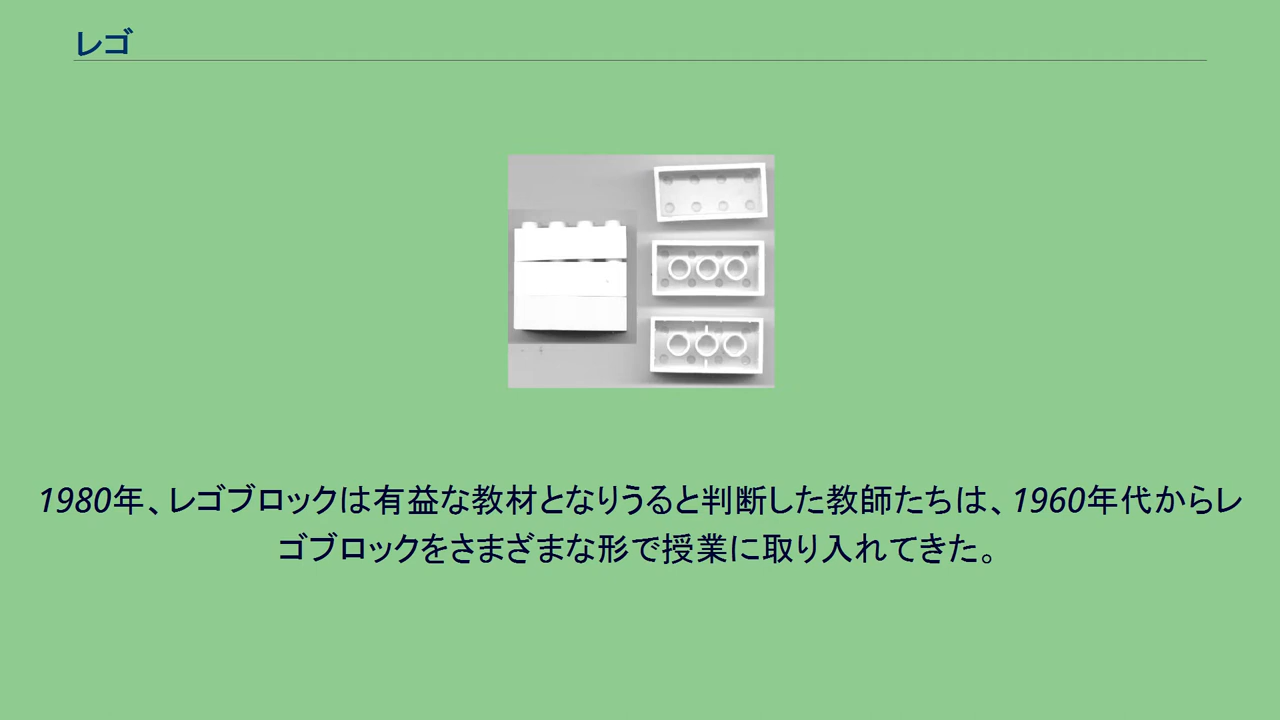 レゴ
1980年、レゴブロックは有益な教材となりうると判断した教師たちは、1960年代からレ
ゴブロックをさまざまな形で授業に取り入れてきた。